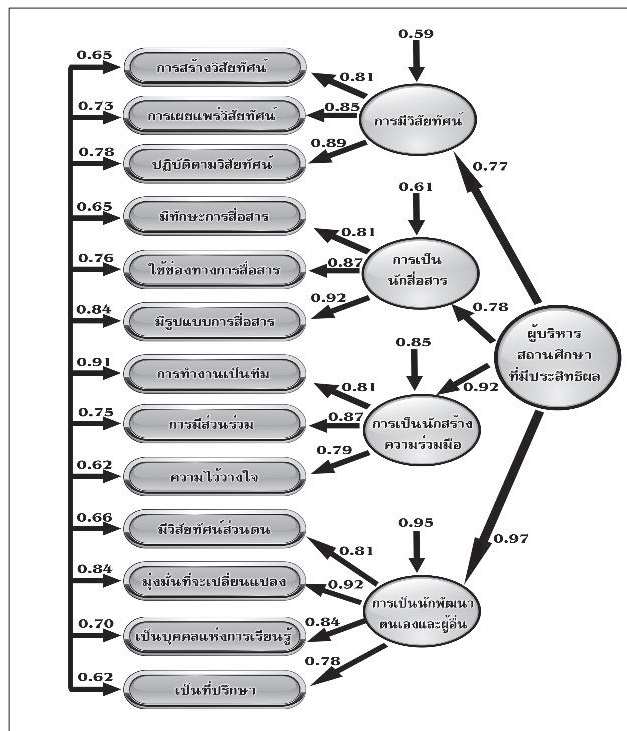 0.59
0.65
การสร้างวิสัยทัศน์
0.81
0.73
การเผยแพร่วิสัยทัศน์
0.85
การมีวิสัยทัศน์
0.78
ปฏิบัติตามวิสัยทัศน์
0.89
0.77
0.65
มีทักษะการสื่อสาร
0.81
0.61
0.76
ใช้ช่องทางการสื่อสาร
0.87
การเป็น
นักสื่อสาร
0.84
มีรูปแบบการสื่อสาร
0.92
0.78
ผู้บริหาร
สถานศึกษา
ที่มีประสิทธิผล
0.91
การทำงานเป็นทีม
0.81
0.85
0.92
0.75
การมีส่วนร่วม
0.87
การเป็นนักสร้าง
ความร่วมมือ
0.62
ความไว้วางใจ
0.79
0.66
มีวิสัยทัศน์ส่วนตน
0.81
0.95
0.97
0.84
มุ่งมั่นที่จะเปลี่ยนแปลง
0.92
การเป็นนักพัฒนา
ตนเองและผู้อื่น
0.70
เป็นบุคคลแห่งการเรียนรู้
0.84
0.62
เป็นที่ปรึกษา
0.78